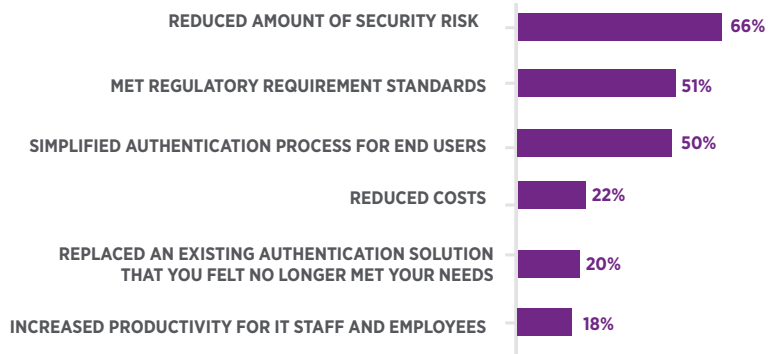 REDUCED AMOUNT OF SECURITY RISK
66%
MET REGULATORY REQUIREMENT STANDARDS
51%
SIMPLIFIED AUTHENTICATION PROCESS FOR END USERS
50%
REDUCED COSTS
22%
REPLACED AN EXISTING AUTHENTICATION SOLUTION
THAT YOU FELT NO LONGER MET YOUR NEEDS
20%
INCREASED PRODUCTIVITY FOR IT STAFF AND EMPLOYEES
18%